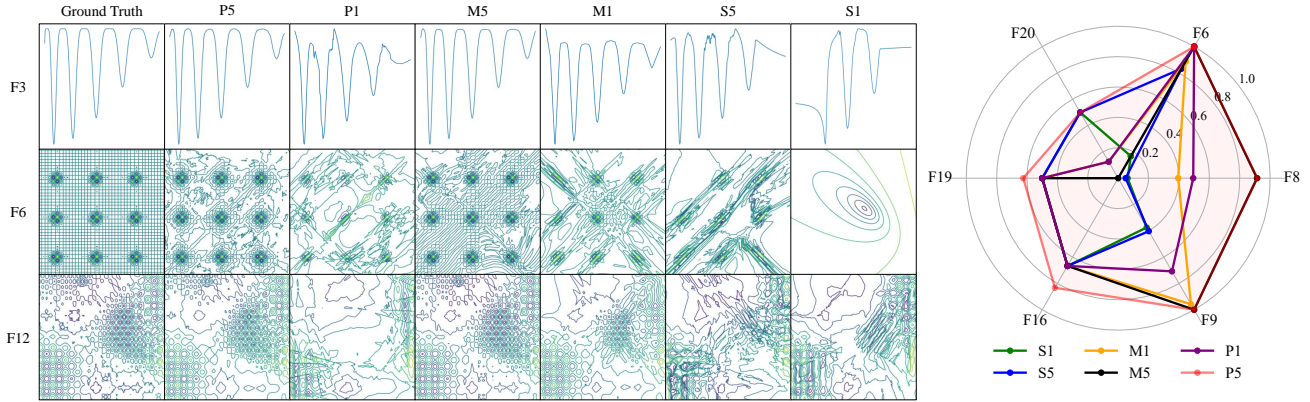 Ground Truth P5 P1 M5 M1 S5 S1
F3
F6
F12
F6
F20
1.0
0.8
0.6
0.4
0.2
F19
F8
F16
F9
S1 M1 P1
S5 M5 P5